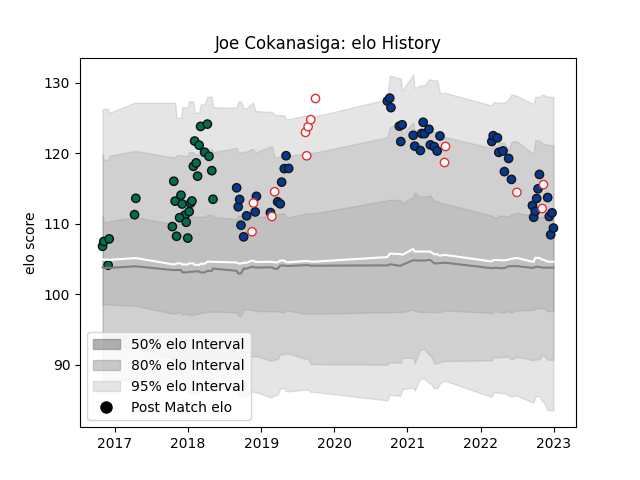 Joe Cokanasiga: elo History
elo score
130
120
110
100
90
50% elo Interval
80% elo Interval
95% elo Interval
Post Match elo
2017 2018 2019 2020 2021 2022 2023